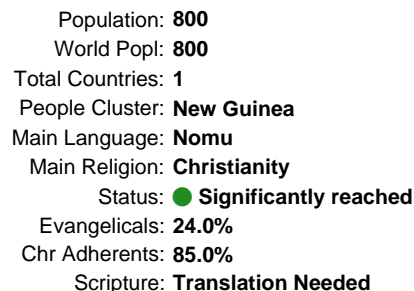 Population: 800
World Popl: 800
Total Countries: 1
People Cluster: New Guinea
Main Language: Nomu
Main Religion: Christianity
Status: Significantly reached
Evangelicals: 24.0%
Chr Adherents: 85.0%
Scripture: Translation Needed